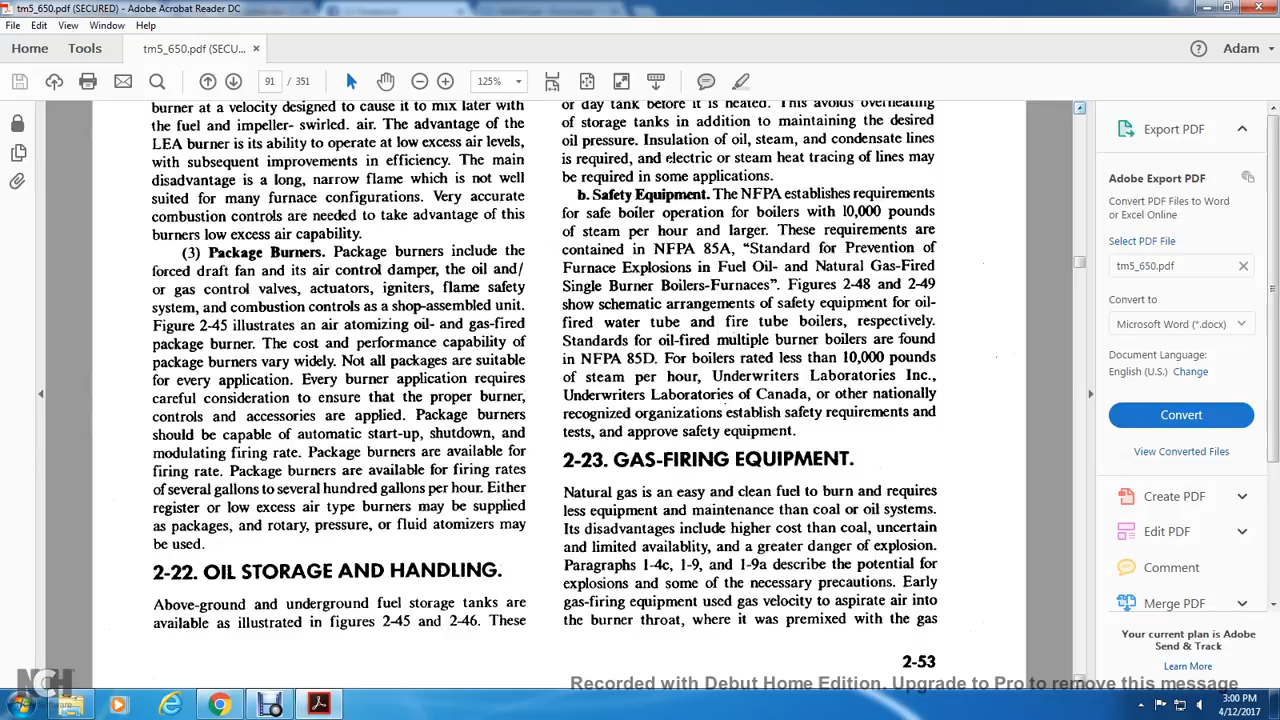 tm5_650.pdf (SECURED) - Adobe Acrobat Reader DC
File Edit View Window Help
Home Tools tm5_650.pdf (SECU... × ? Adam
91 / 351 125%
burner at a velocity designed to cause it to mix later with
the fuel and impeller- swirled. air. The advantage of the
LEA burner is its ability to operate at low excess air levels,
with subsequent improvements in efficiency. The main
disadvantage is a long, narrow flame which is not well
suited for many furnace configurations. Very accurate
combustion controls are needed to take advantage of this
burners low excess air capability.
(3) Package Burners. Package burners include the
forced draft fan and its air control damper, the oil and/
or gas control valves, actuators, igniters, flame safety
system, and combustion controls as a shop-assembled unit.
Figure 2-45 illustrates an air atomizing oil- and gas-fired
package burner. The cost and performance capability of
package burners vary widely. Not all packages are suitable
for every application. Every burner application requires
careful consideration to ensure that the proper burner,
controls and accessories are applied. Package burners
should be capable of automatic start-up, shutdown, and
modulating firing rate. Package burners are available for
firing rate. Package burners are available for firing rates
of several gallons to several hundred gallons per hour. Either
register or low excess air type burners may be supplied
as packages, and rotary, pressure, or fluid atomizers may
be used.
2-22. OIL STORAGE AND HANDLING.
Above-ground and underground fuel storage tanks are
available as illustrated in figures 2-45 and 2-46. These
or day tank before it is heated. This avoids overheating
of storage tanks in addition to maintaining the desired
oil pressure. Insulation of oil, steam, and condensate lines
is required, and electric or steam heat tracing of lines may
be required in some applications.
b. Safety Equipment. The NFPA establishes requirements
for safe boiler operation for boilers with 10,000 pounds
of steam per hour and larger. These requirements are
contained in NFPA 85A, “Standard for Prevention of
Furnace Explosions in Fuel Oil- and Natural Gas-Fired
Single Burner Boilers-Furnaces”. Figures 2-48 and 2-49
show schematic arrangements of safety equipment for oil-
fired water tube and fire tube boilers, respectively.
Standards for oil-fired multiple burner boilers are found
in NFPA 85D. For boilers rated less than 10,000 pounds
of steam per hour, Underwriters Laboratories Inc.,
Underwriters Laboratories of Canada, or other nationally
recognized organizations establish safety requirements and
tests, and approve safety equipment.
2-23. GAS-FIRING EQUIPMENT.
Natural gas is an easy and clean fuel to burn and requires
less equipment and maintenance than coal or oil systems.
Its disadvantages include higher cost than coal, uncertain
and limited availablity, and a greater danger of explosion.
Paragraphs 1-4c, 1-9, and 1-9a describe the potential for
explosions and some of the necessary precautions. Early
gas-firing equipment used gas velocity to aspirate air into
the burner throat, where it was premixed with the gas
2-53
Export PDF
Adobe Export PDF
Convert PDF Files to Word
or Excel Online
Select PDF File
tm5_650.pdf
Convert to
Microsoft Word (*.docx)
Document Language:
English (U.S.) Change
Convert
View Converted Files
Create PDF
Edit PDF
Comment
Merge PDF
Your current plan is Adobe
Send & Track
Learn More
NCH
Software
Recorded with Debut Home Edition. Upgrade to Pro to remove this message
3:00 PM
4/12/2017